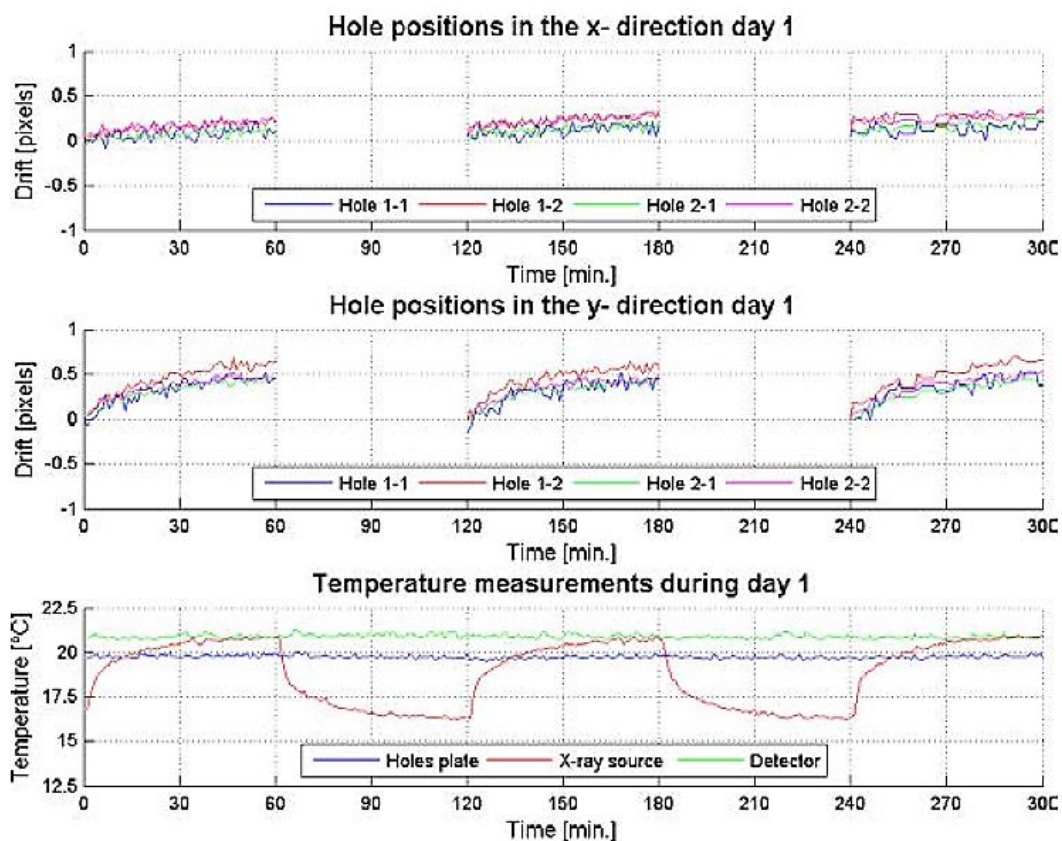 Hole positions in the x- direction day 1
1
0.5
0
-0.5
-1
Drift [pixels]
Hole 1-1 Hole 1-2 Hole 2-1 Hole 2-2
0 30 60 90 120 150 180 210 240 270 300
Time [min.]
Hole positions in the y- direction day 1
1
0.5
0
-0.5
-1
Drift [pixels]
Hole 1-1 Hole 1-2 Hole 2-1 Hole 2-2
0 30 60 90 120 150 180 210 240 270 300
Time [min.]
Temperature measurements during day 1
22.5
20
17.5
15
12.5
Temperature [ºC]
Holes plate X-ray source Detector
0 30 60 90 120 150 180 210 240 270 300
Time [min.]